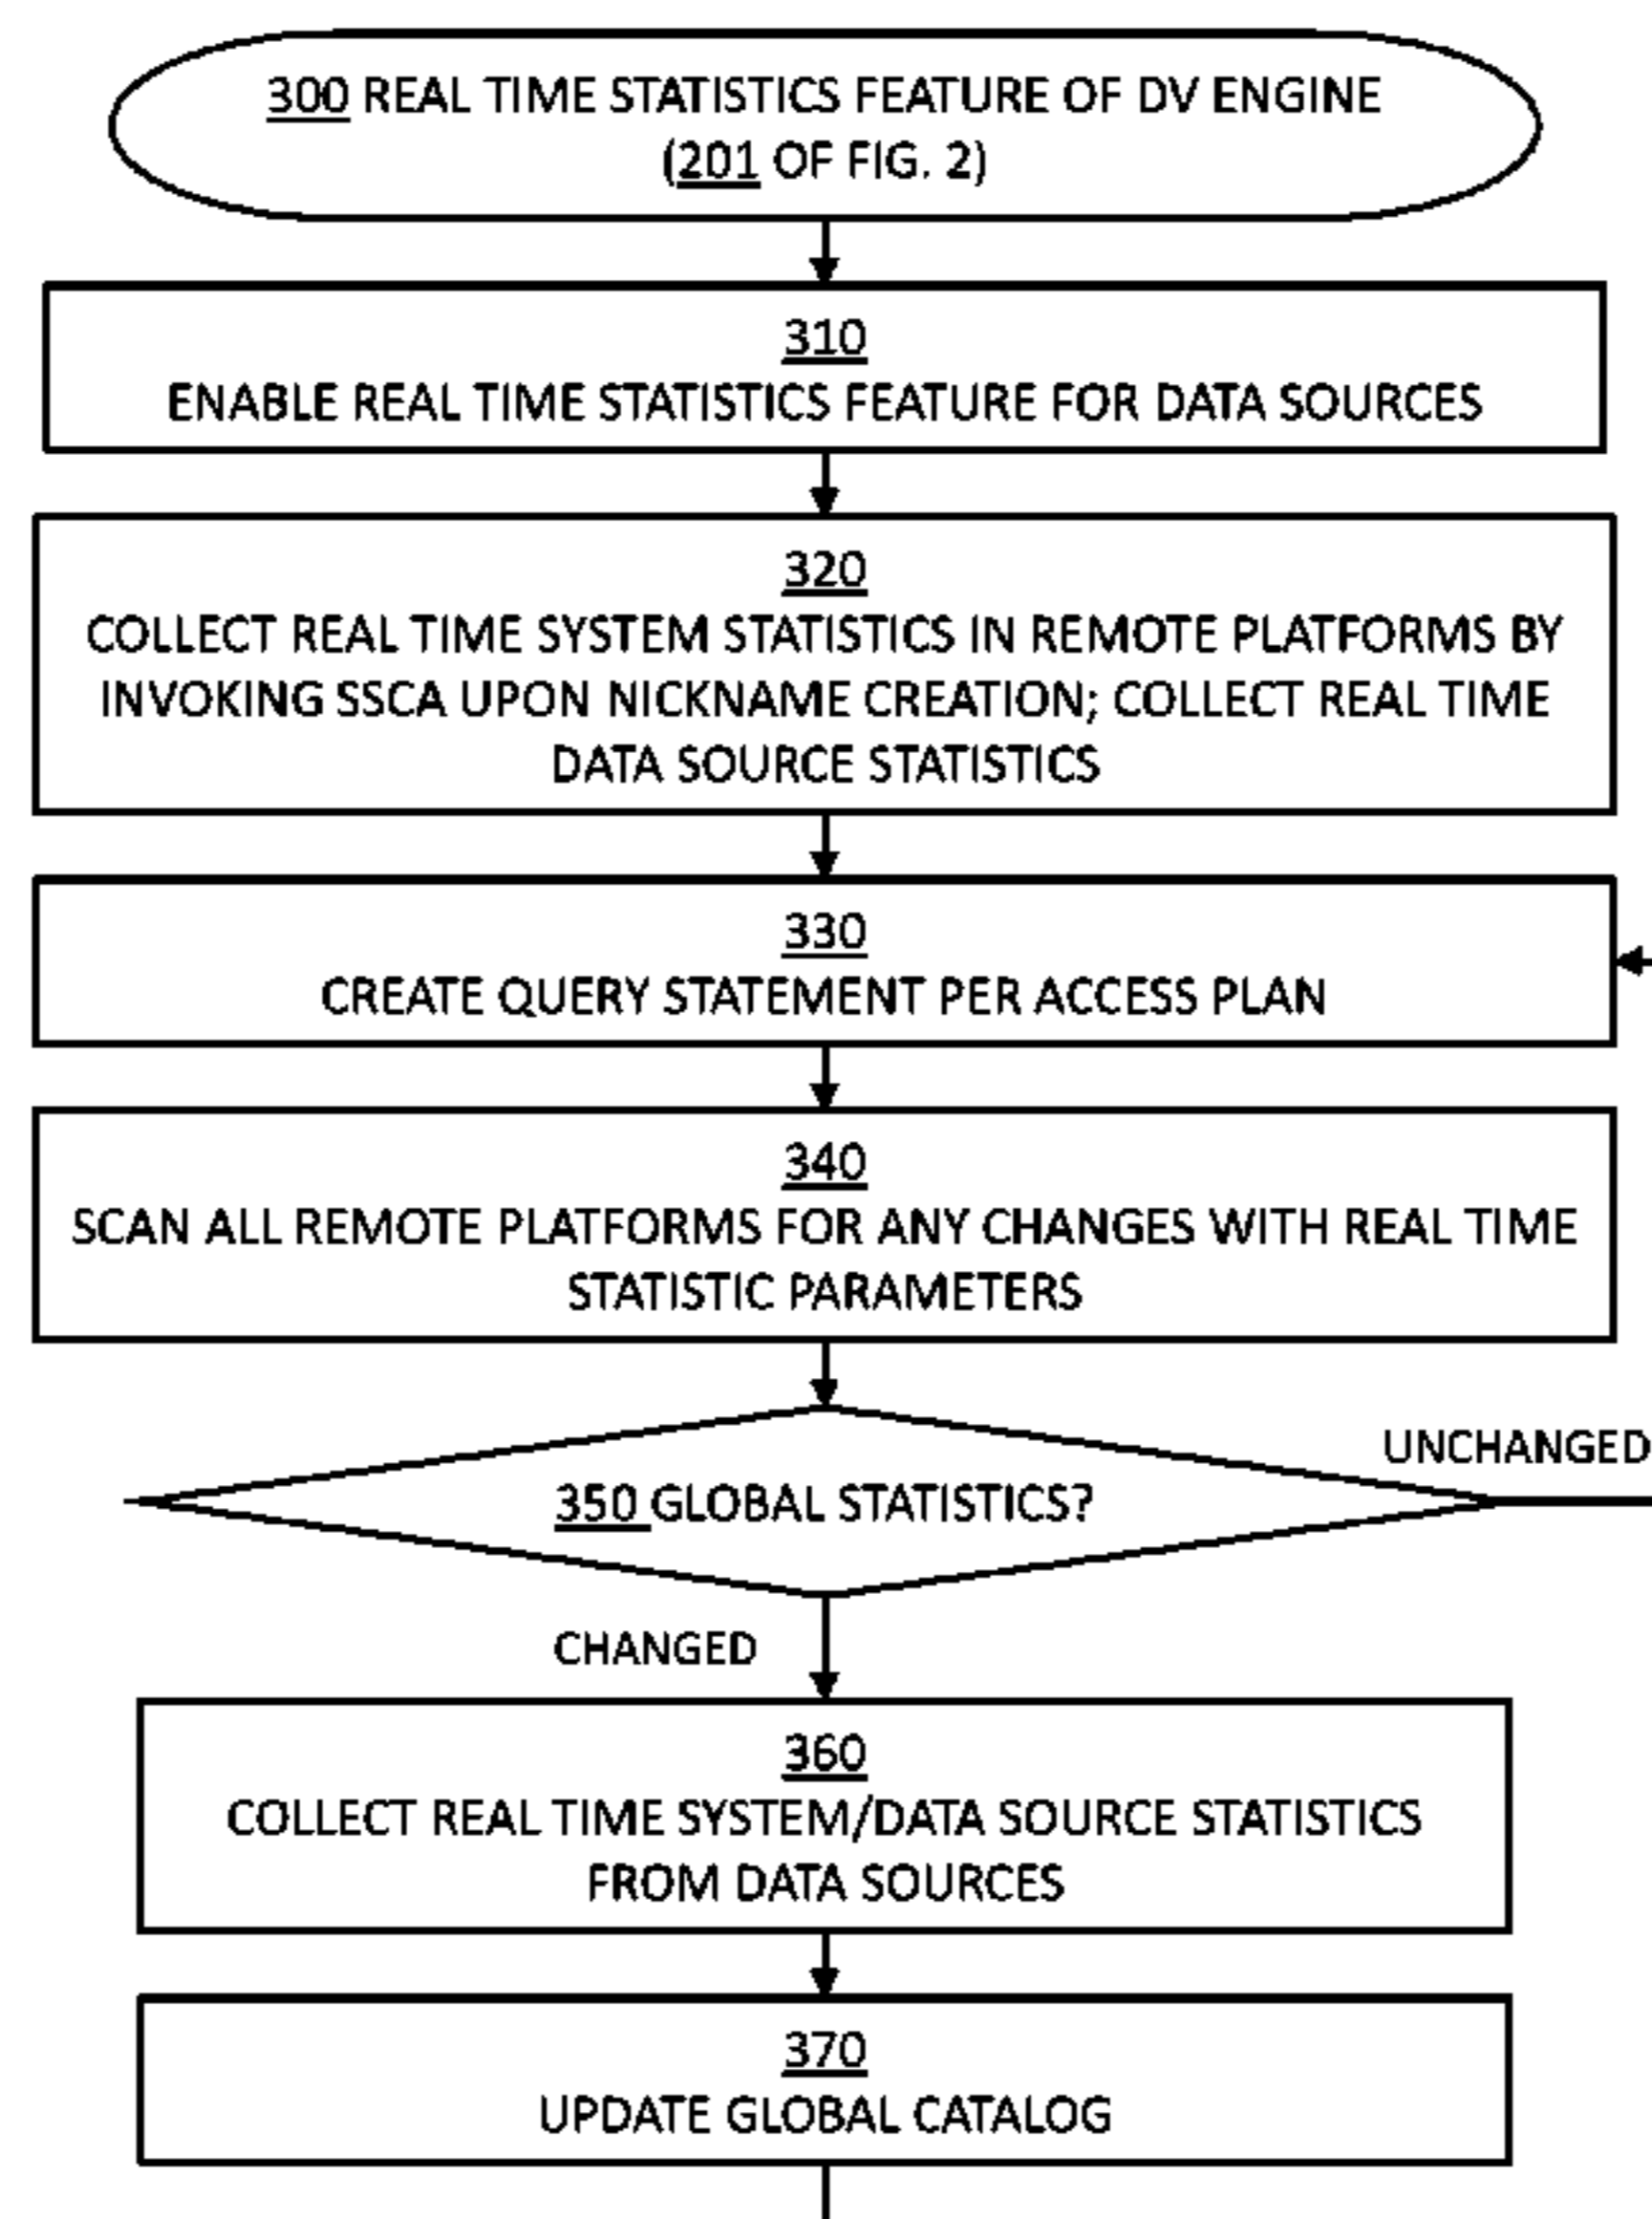 300 REAL TIME STATISTICS FEATURE OF DV ENGINE
(201 OF FIG. 2)
310
ENABLE REAL TIME STATISTICS FEATURE FOR DATA SOURCES
320
COLLECT REAL TIME SYSTEM STATISTICS IN REMOTE PLATFORMS BY
INVOKING SSCA UPON NICKNAME CREATION; COLLECT REAL TIME
DATA SOURCE STATISTICS
330
CREATE QUERY STATEMENT PER ACCESS PLAN
340
SCAN ALL REMOTE PLATFORMS FOR ANY CHANGES WITH REAL TIME
STATISTIC PARAMETERS
UNCHANGED
350 GLOBAL STATISTICS?
CHANGED
360
COLLECT REAL TIME SYSTEM/DATA SOURCE STATISTICS
FROM DATA SOURCES
370
UPDATE GLOBAL CATALOG